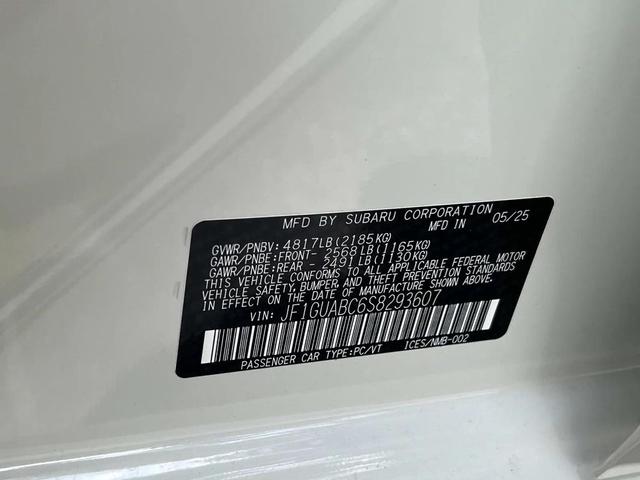 MFD BY SUBARU CORPORATION 05/25
GVWR/PNBV: 4817LB(2185KG) MFD IN
GAWR/PNBE:FRONT- 2568LB(1165KG)
GAWR/PNBE:REAR - 2491LB(1130KG)
THIS VEHICLE CONFORMS TO ALL APPLICABLE FEDERAL MOTOR
VEHICLE SAFETY, BUMPER, AND THEFT PREVENTION STANDARDS
IN EFFECT ON THE DATE OF MANUFACTURE SHOWN ABOVE.
VIN: JF1GUABC6S8293607
PASSENGER CAR TYPE:PC/VT ICES/NMB-002